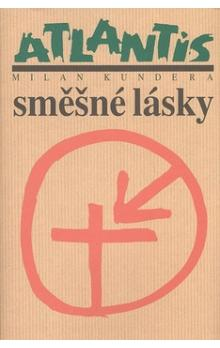 ATLANTIS
MILAN KUNDERA
směšné lásky